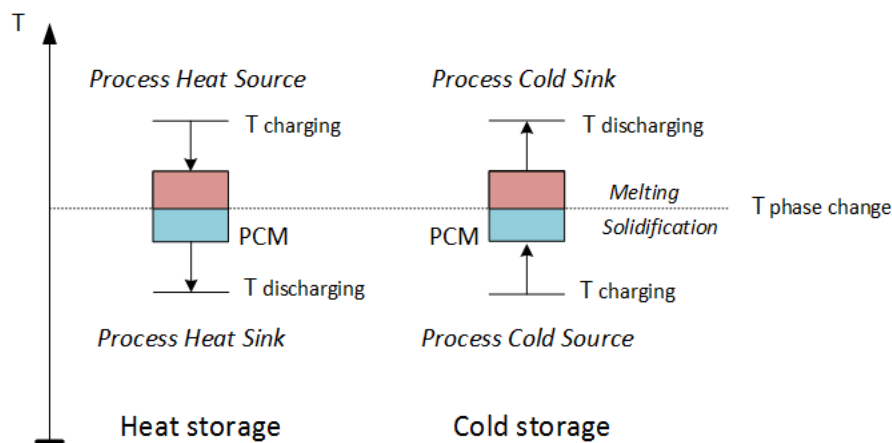 T
Process Heat Source
Process Cold Sink
T charging
T discharging
Melting
T phase change
Solidification
PCM
PCM
T discharging
T charging
Process Heat Sink
Process Cold Source
Heat storage
Cold storage